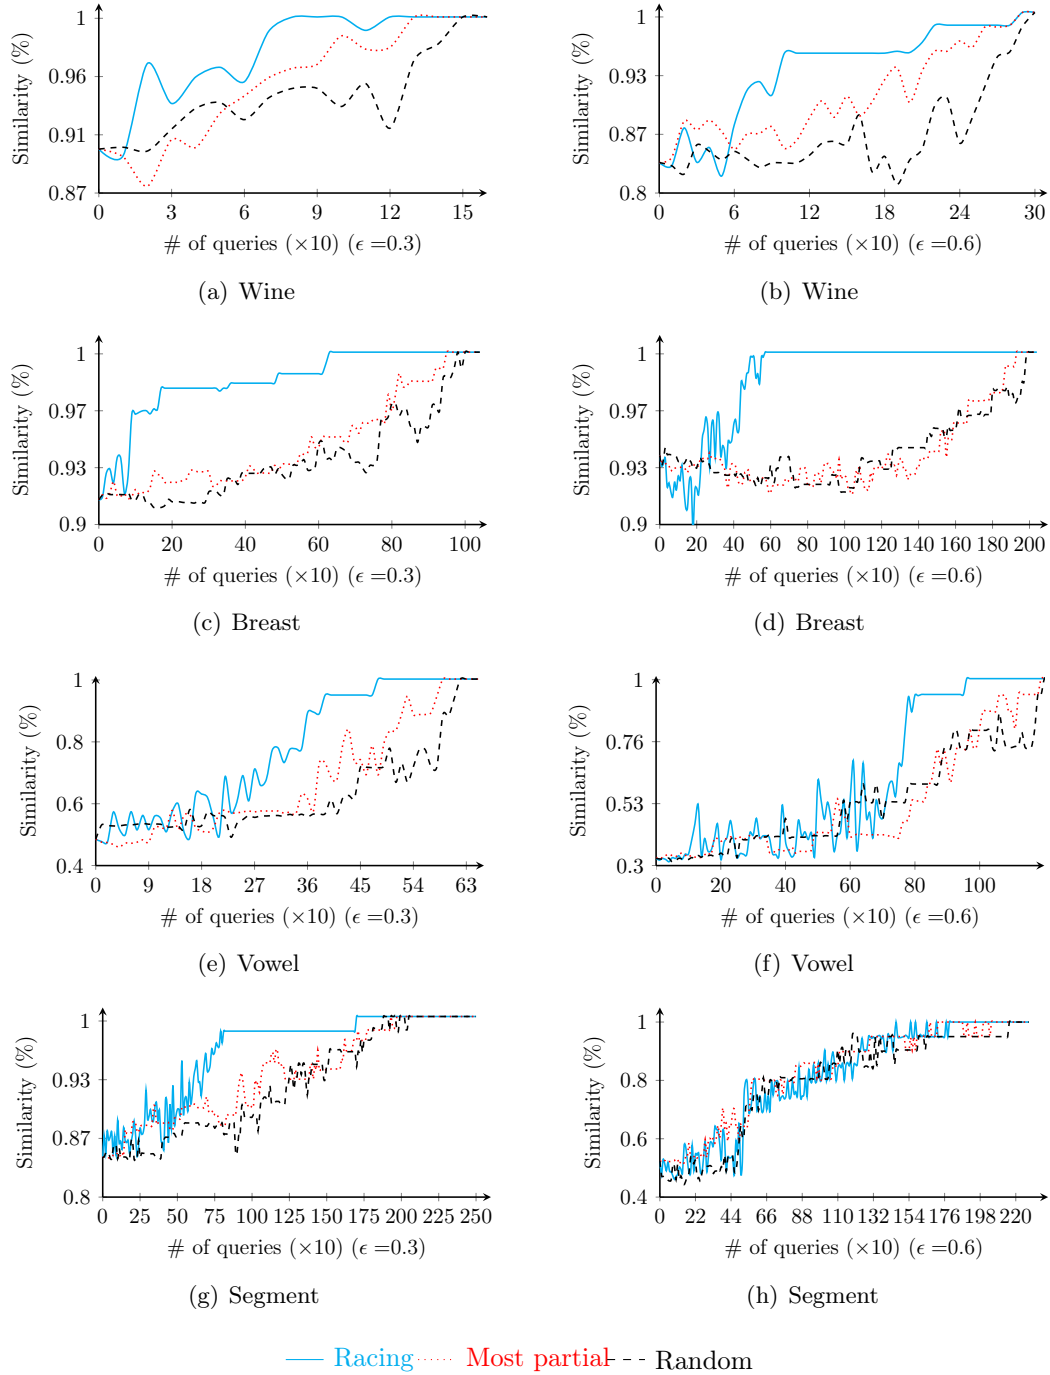 1
0.96
0.91
0.87
0 3 6 9 12 15
Similarity (%)
# of queries (×10) (ϵ =0.3)
(a) Wine
1
0.93
0.87
0.8
0 6 12 18 24 30
Similarity (%)
# of queries (×10) (ϵ =0.6)
(b) Wine
1
0.97
0.93
0.9
0 20 40 60 80 100
Similarity (%)
# of queries (×10) (ϵ =0.3)
(c) Breast
1
0.97
0.93
0.9
0 20 40 60 80 100 120 140 160 180 200
Similarity (%)
# of queries (×10) (ϵ =0.6)
(d) Breast
1
0.8
0.6
0.4
0 9 18 27 36 45 54 63
Similarity (%)
# of queries (×10) (ϵ =0.3)
(e) Vowel
1
0.76
0.53
0.3
0 20 40 60 80 100
Similarity (%)
# of queries (×10) (ϵ =0.6)
(f) Vowel
1
0.93
0.87
0.8
0 25 50 75 100 125 150 175 200 225 250
Similarity (%)
# of queries (×10) (ϵ =0.3)
(g) Segment
1
0.8
0.6
0.4
0 22 44 66 88 110 132 154 176 198 220
Similarity (%)
# of queries (×10) (ϵ =0.6)
(h) Segment
Racing Most partial Random